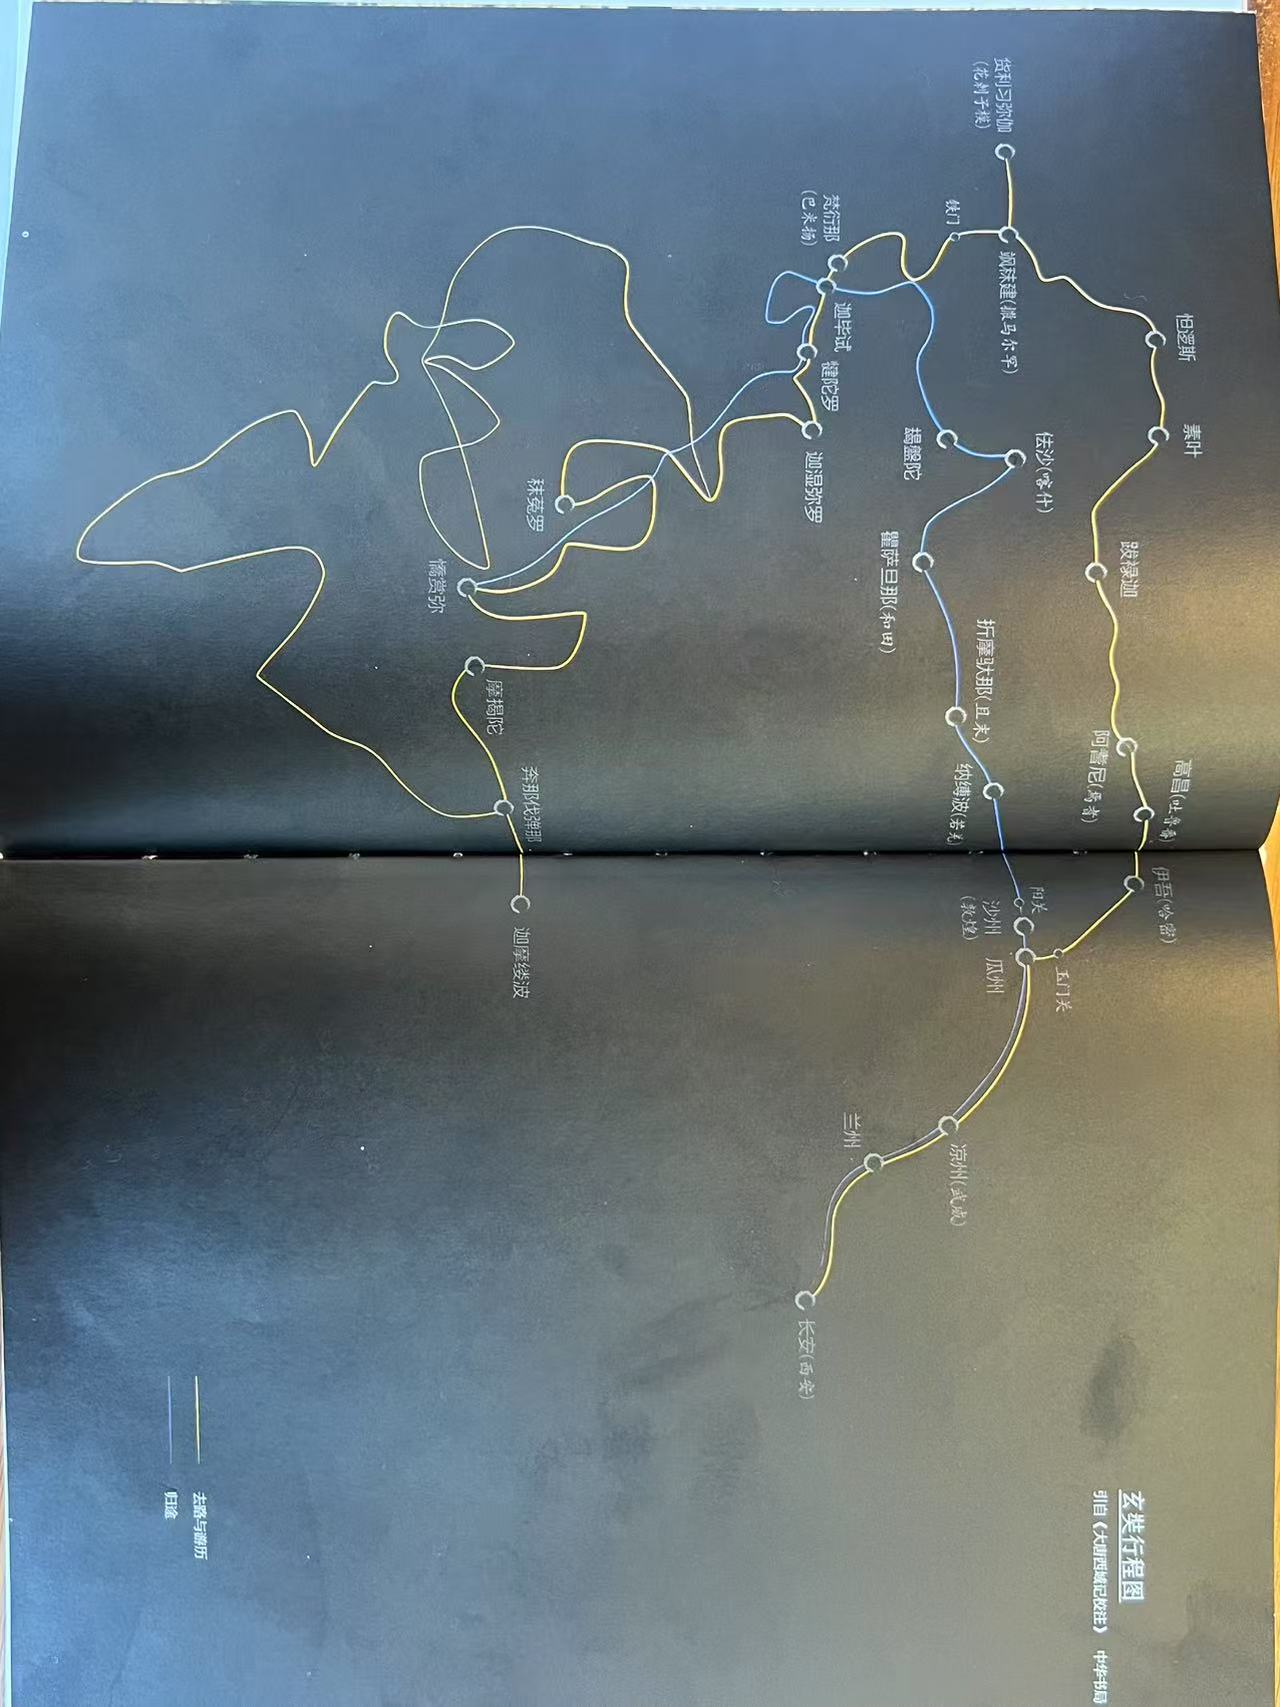 玄奘行程图
引自《大唐西域记校注》 中华书局
货利习弥伽
(花剌子模)
飒秣建(撒马尔罕)
铁门
怛逻斯
素叶
跋禄迦
阿耆尼(焉耆)
高昌(吐鲁番)
伊吾(哈密)
玉门关
梵衍那
(巴米扬)
迦毕试
健陀罗
迦湿弥罗
揭盘陀
佉沙(喀什)
瞿萨旦那(和田)
折摩驮那(且末)
纳缚波(若羌)
阳关
沙州
(敦煌)
瓜州
凉州(武威)
兰州
长安(西安)
秣菟罗
憍赏弥
摩揭陀
奔那伐弹那
迦摩缕波
去路与游历
归途